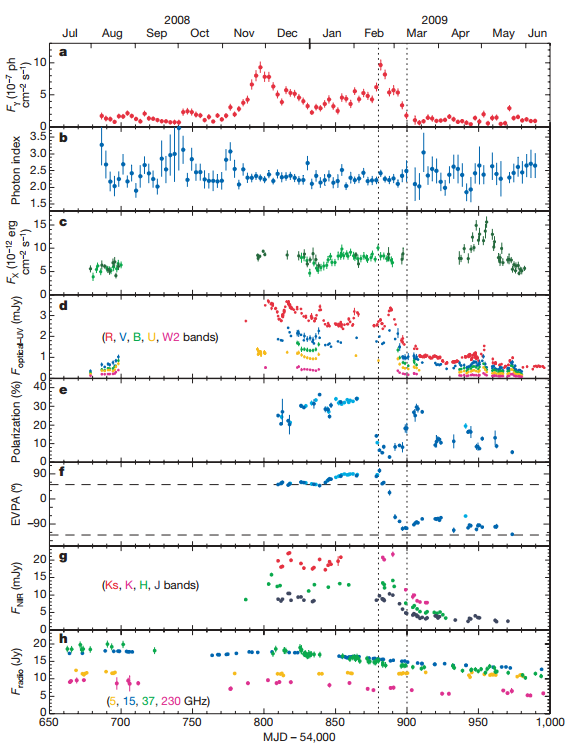 2008 2009
Jul Aug Sep Oct Nov Dec Jan Feb Mar Apr May Jun
a
Fγ (10⁻⁷ ph cm⁻² s⁻¹)
10
5
0
b
Photon index
3.5
3.0
2.5
2.0
1.5
c
FX (10⁻¹² erg cm⁻² s⁻¹)
15
10
5
0
d
(R, V, B, U, W2 bands)
Foptical-UV (mJy)
3
2
1
0
e
Polarization (%)
40
30
20
10
0
f
EVPA (°)
90
0
−90
g
(Ks, K, H, J bands)
FNIR (mJy)
20
15
10
5
0
h
(5, 15, 37, 230 GHz)
Fradio (Jy)
20
15
10
5
0
650 700 750 800 850 900 950 1,000
MJD − 54,000